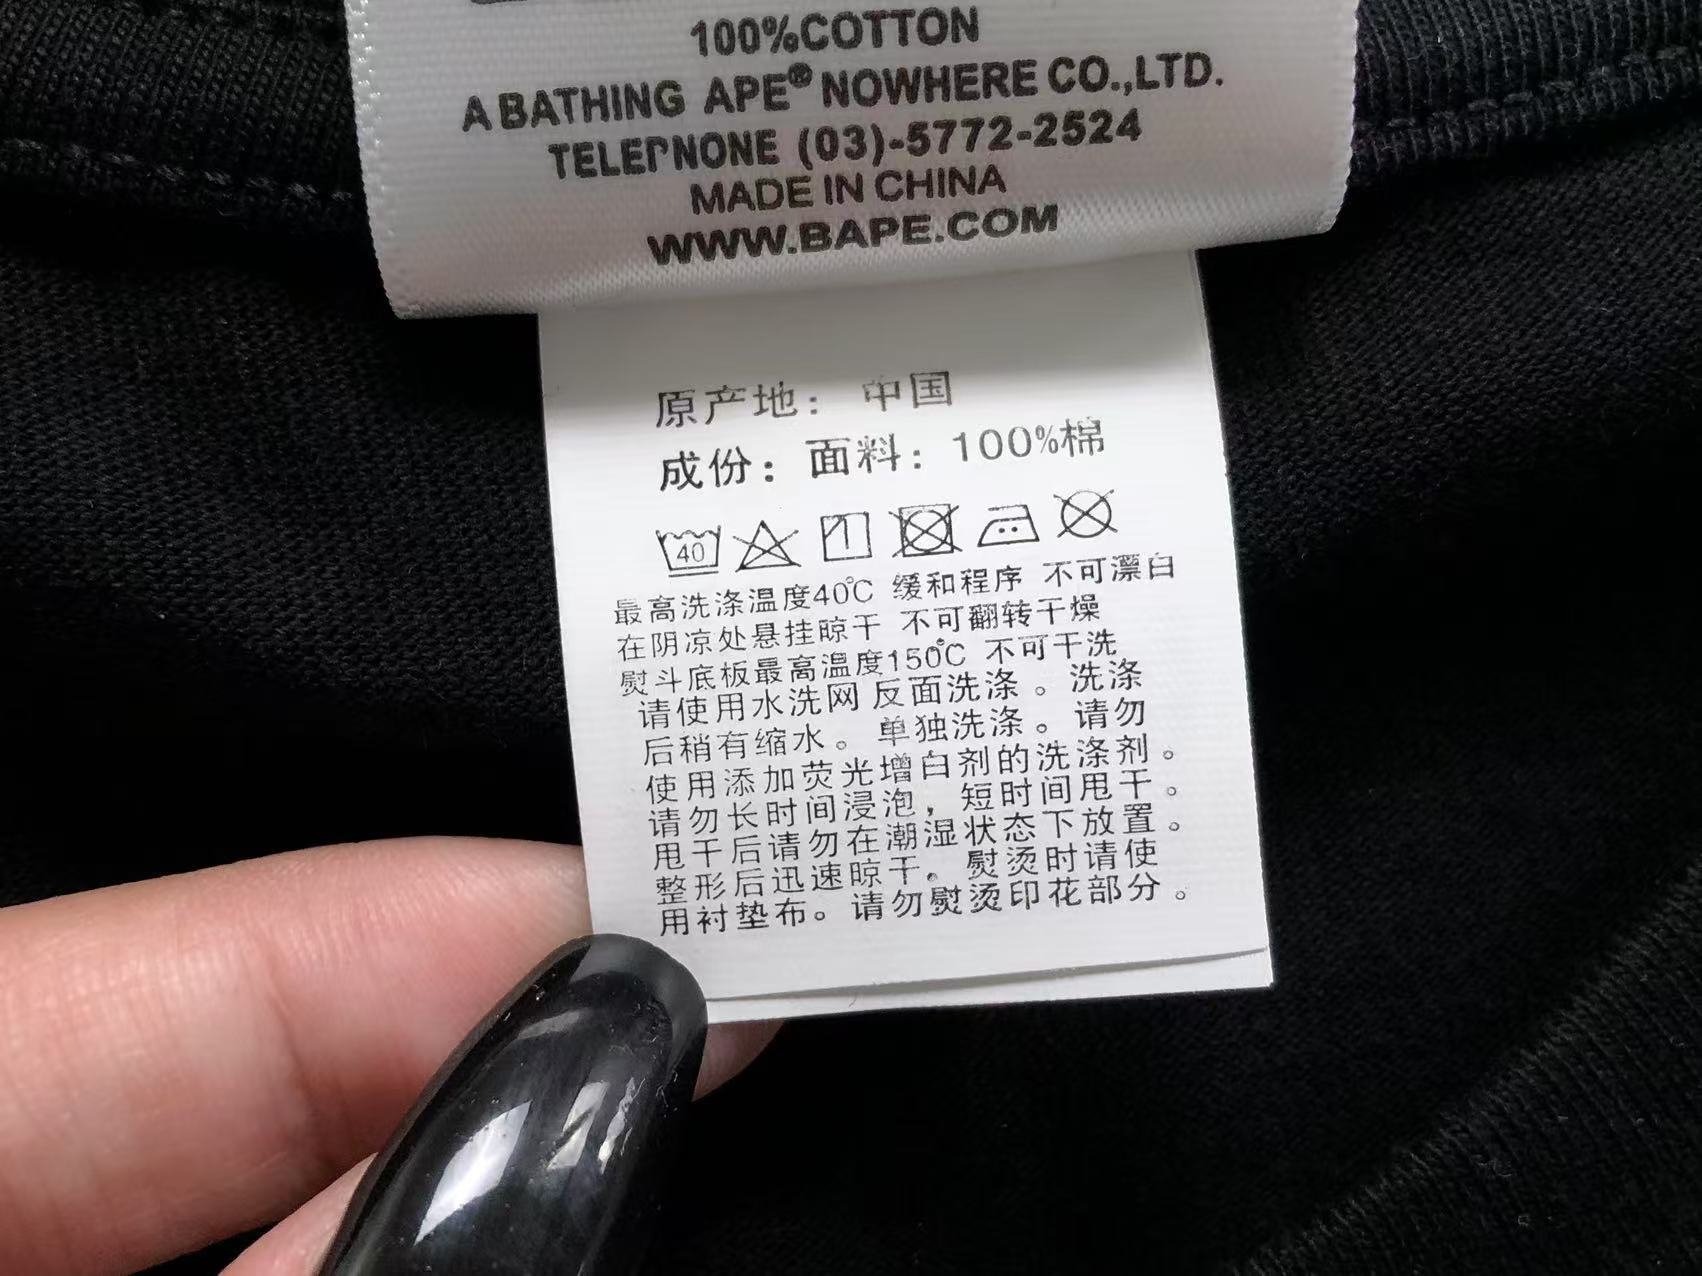 100%COTTON
A BATHING APE® NOWHERE CO.,LTD.
TELEPNONE (03)-5772-2524
MADE IN CHINA
WWW.BAPE.COM
原产地：中国
成份：面料：100%棉
40
最高洗涤温度40℃ 缓和程序 不可漂白
在阴凉处悬挂晾干 不可翻转干燥
熨斗底板最高温度150℃ 不可干洗
请使用水洗网反面洗涤。洗涤
后稍有缩水。单独洗涤。请勿
使用添加荧光增白剂的洗涤剂。
请勿长时间浸泡，短时间甩干。
甩干后请勿在潮湿状态下放置。
整形后迅速晾干。熨烫时请使
用衬垫布。请勿熨烫印花部分。